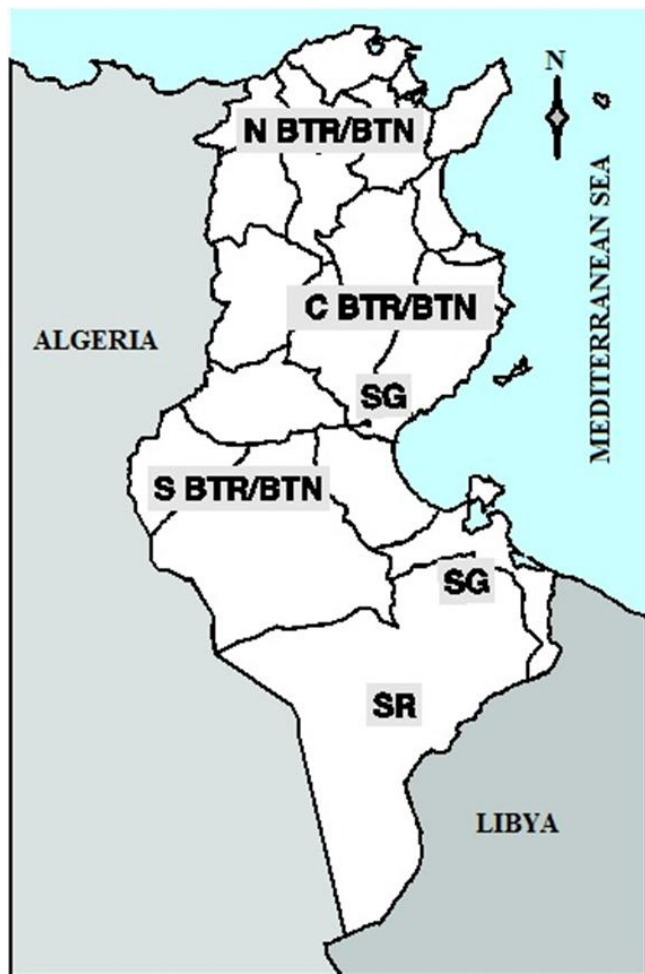 N
N BTR/BTN
MEDITERRANEAN SEA
C BTR/BTN
ALGERIA
SG
S BTR/BTN
SG
SR
LIBYA